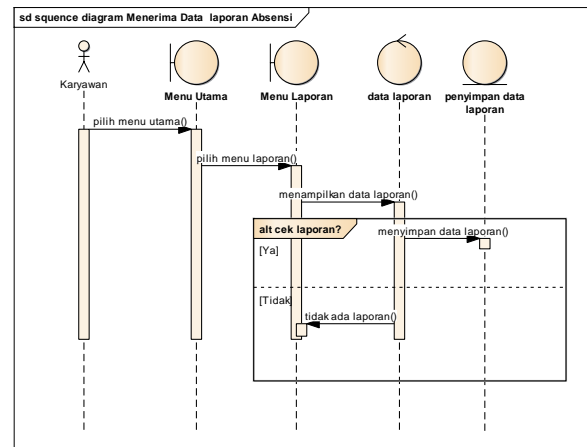 sd squence diagram Menerima Data laporan Absensi
Karyawan
Menu Utama
Menu Laporan
data laporan
penyimpan data
laporan
pilih menu utama()
pilih menu laporan()
menampilkan data laporan()
alt cek laporan?
menyimpan data laporan()
[Ya]
[Tidak]
tidak ada laporan()